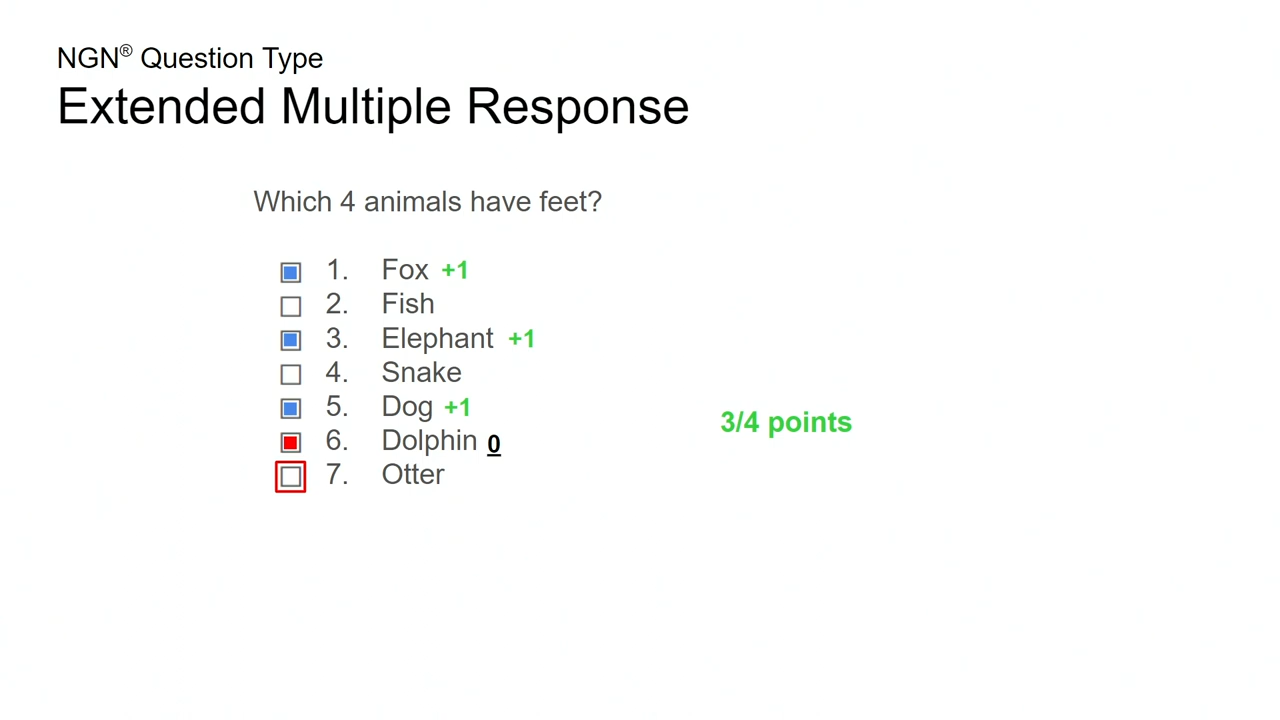 NGN® Question Type
Extended Multiple Response
Which 4 animals have feet?
1. Fox +1
2. Fish
3. Elephant +1
4. Snake
5. Dog +1
6. Dolphin 0
3/4 points
7. Otter